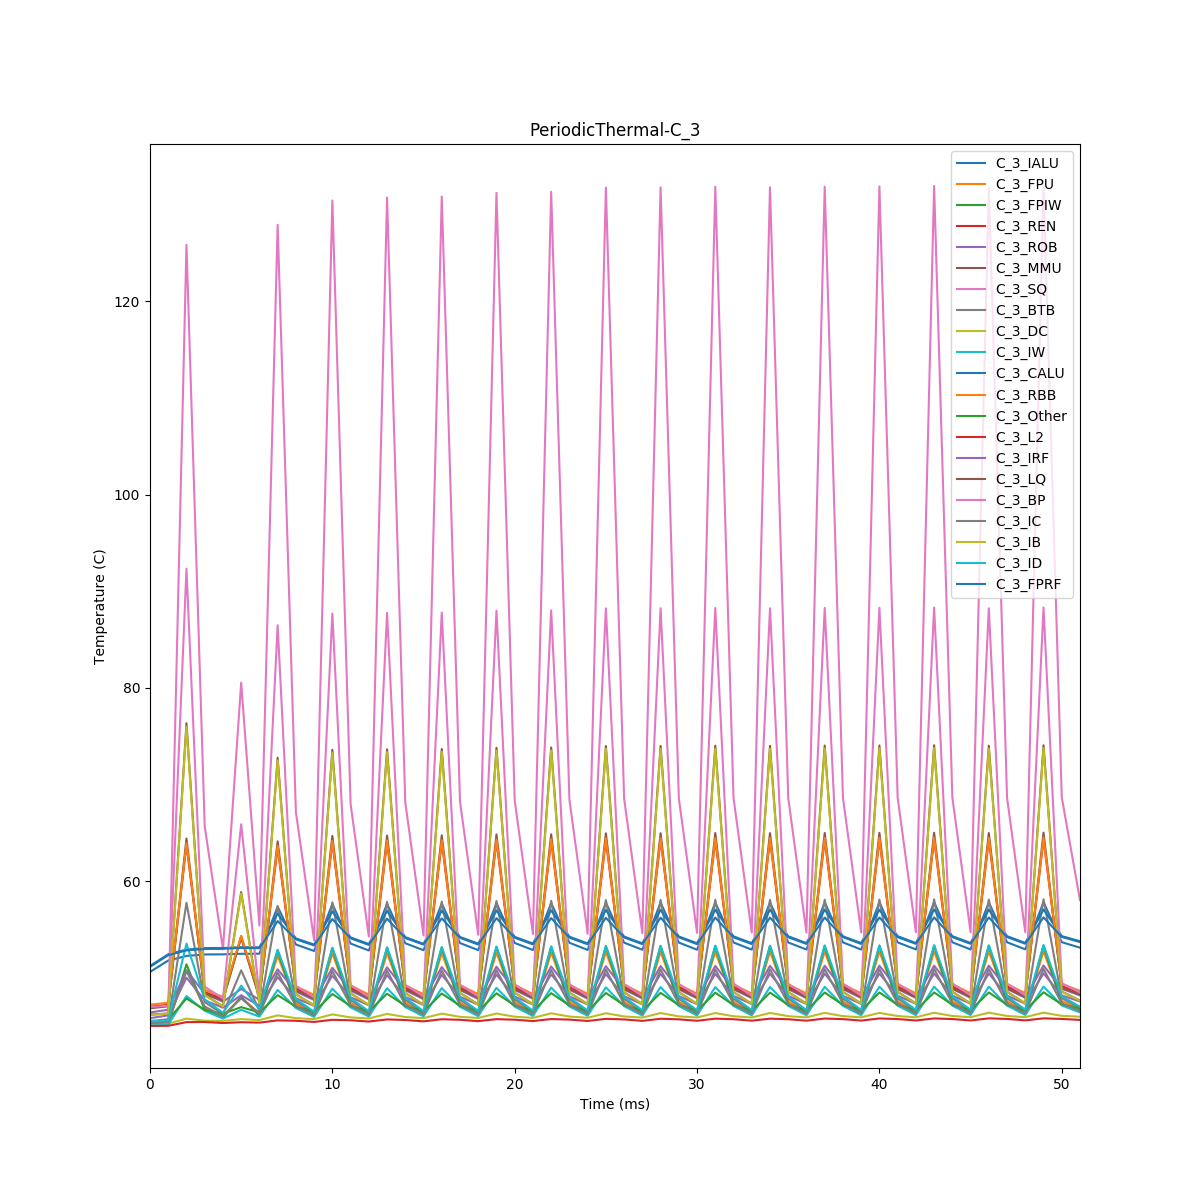 PeriodicThermal-C_3
C_3_IALU
C_3_FPU
C_3_FPIW
C_3_REN
C_3_ROB
C_3_MMU
C_3_SQ
C_3_BTB
C_3_DC
C_3_IW
C_3_CALU
C_3_RBB
C_3_Other
C_3_L2
C_3_IRF
C_3_LQ
C_3_BP
C_3_IC
C_3_IB
C_3_ID
C_3_FPRF
Temperature (C)
120
100
80
60
0 10 20 30 40 50
Time (ms)